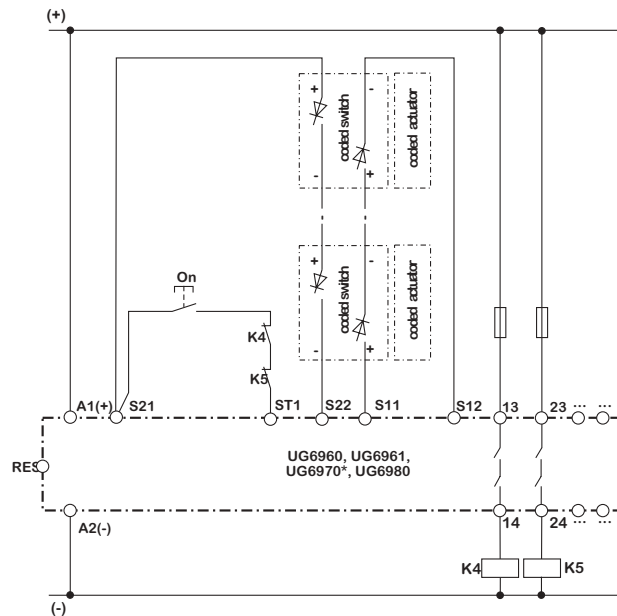 (+)
+
-
coded switch
coded actuator
-
+
+
-
On
coded switch
coded actuator
K4
-
+
K5
A1(+)
S21
ST1
S22
S11
S12
13
23
...
...
RES
UG6960, UG6961,
UG6970*, UG6980
A2(-)
14
24
...
...
K4
K5
(-)